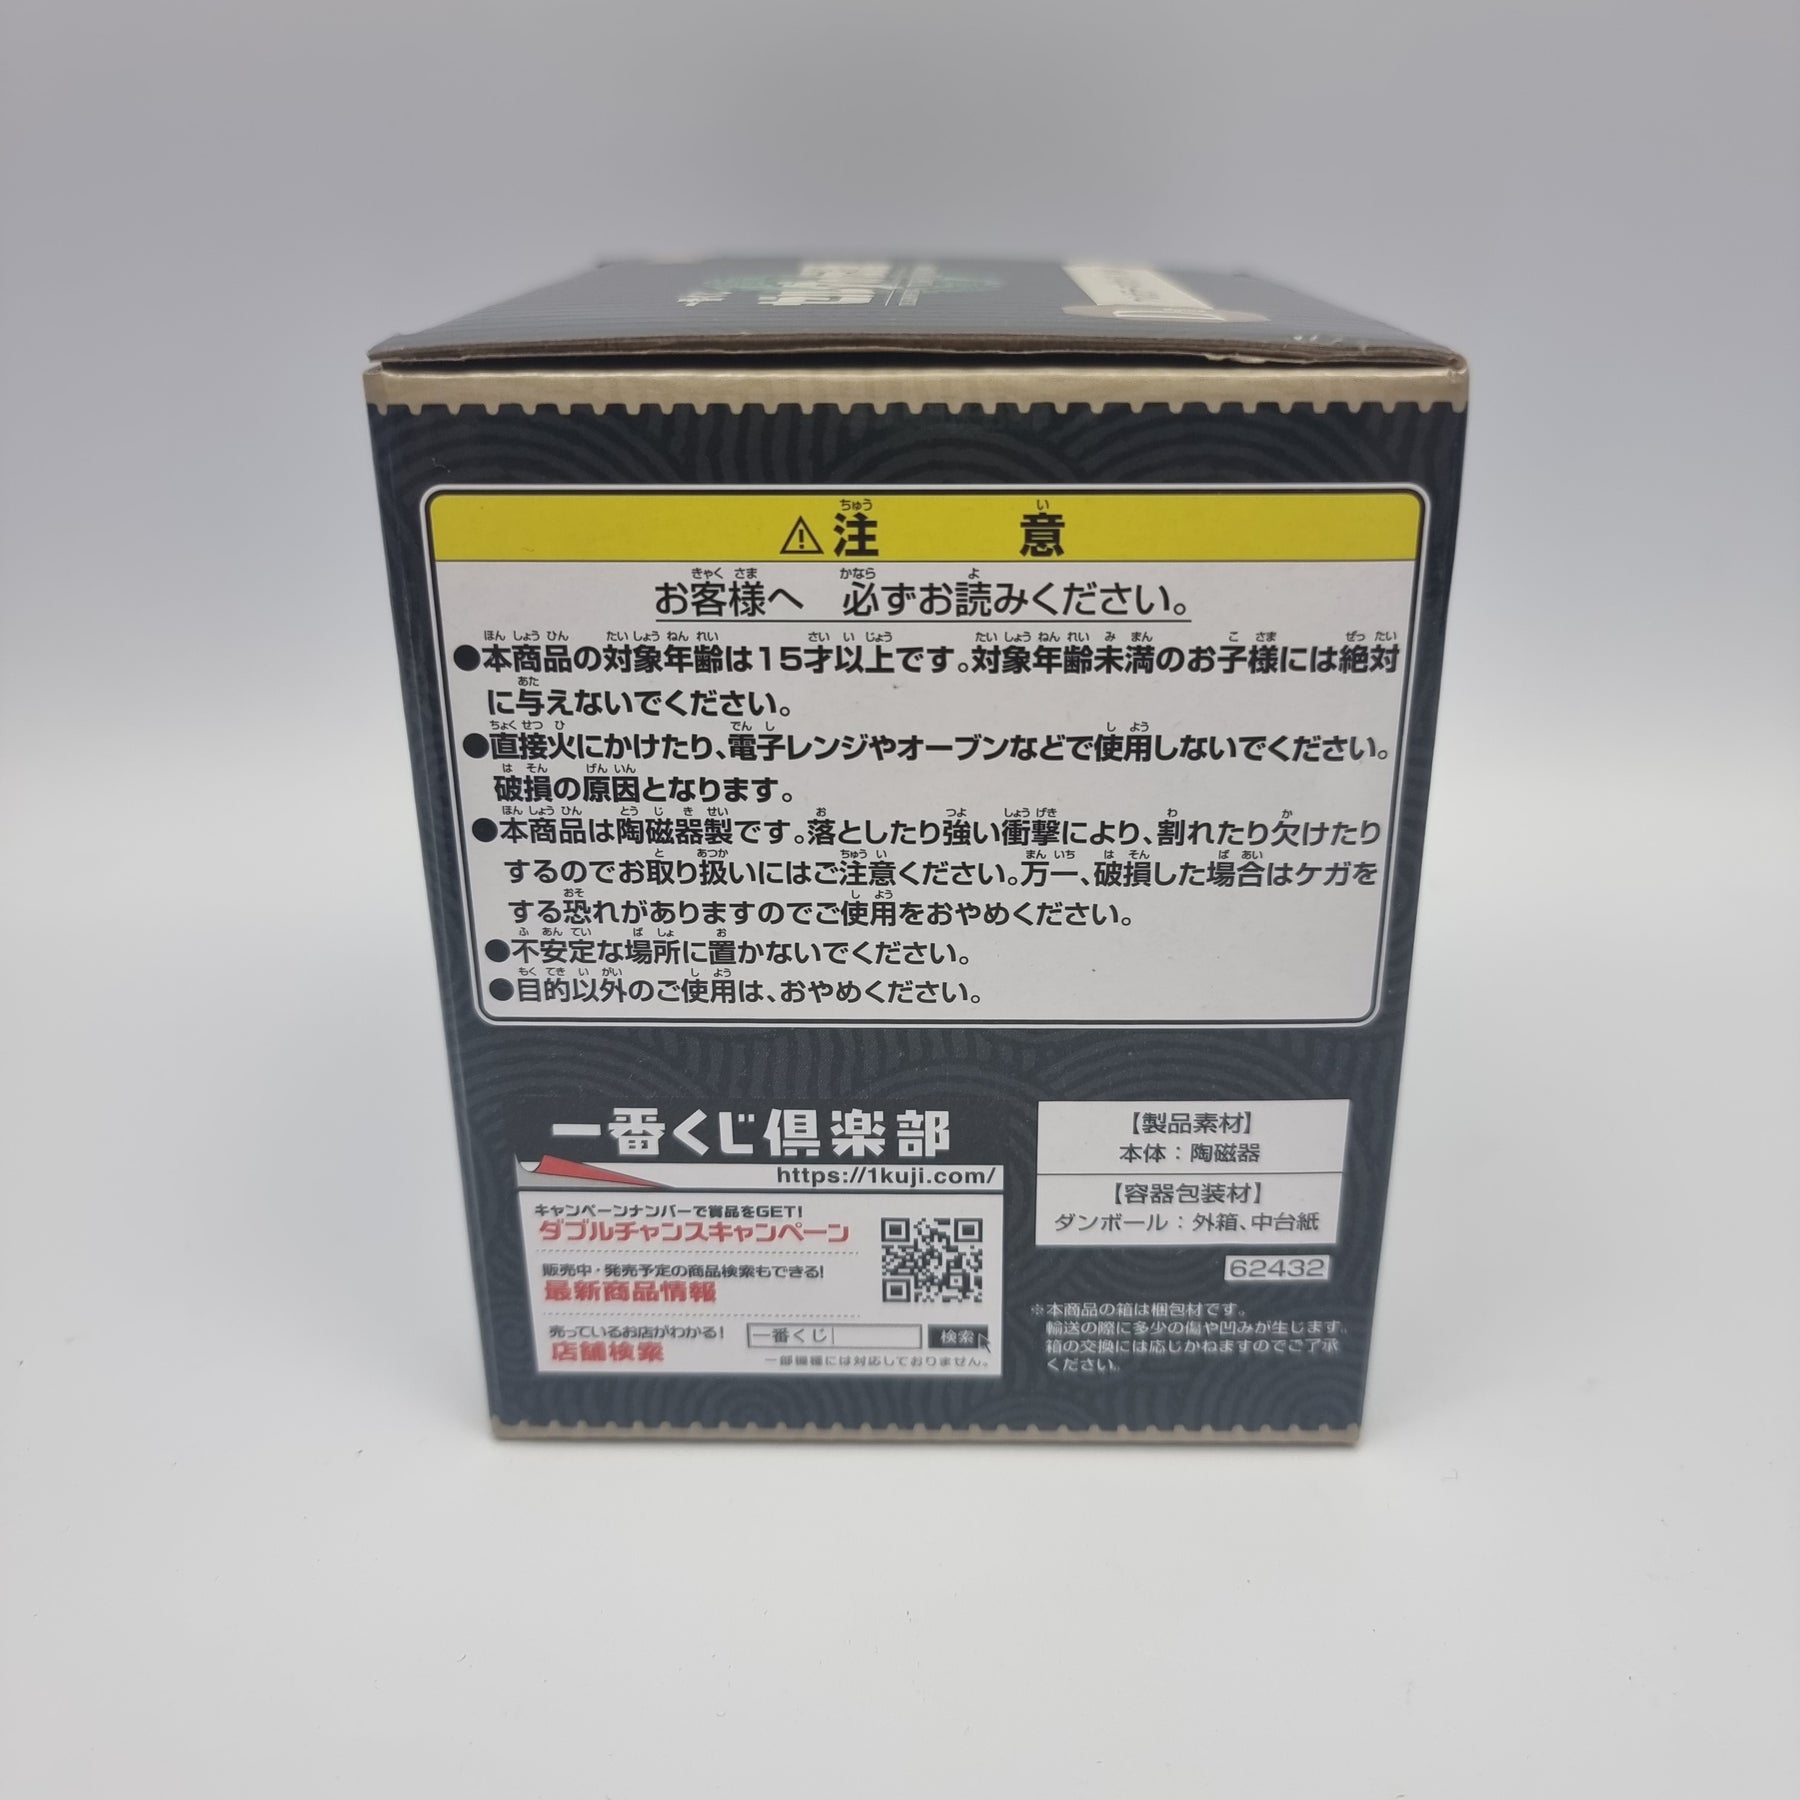 ⚠注 意
お客様へ 必ずお読みください。
●本商品の対象年齢は15才以上です。対象年齢未満のお子様には絶対
に与えないでください。
●直接火にかけたり、電子レンジやオーブンなどで使用しないでください。
破損の原因となります。
●本商品は陶磁器製です。落としたり強い衝撃により、割れたり欠けたり
するのでお取り扱いにはご注意ください。万一、破損した場合はケガを
する恐れがありますのでご使用をおやめください。
●不安定な場所に置かないでください。
●目的以外のご使用は、おやめください。
一番くじ倶楽部
https://1kuji.com/
キャンペーンナンバーで賞品をGET!
ダブルチャンスキャンペーン
販売中・発売予定の商品検索もできる!
最新商品情報
売っているお店がわかる!
店舗検索
一番くじ 検索
一部機種には対応しておりません。
【製品素材】
本体:陶磁器
【容器包装材】
ダンボール:外箱、中台紙
62432
※本商品の箱は梱包材です。
輸送の際に多少の傷や凹みが生じます。
箱の交換には応じかねますのでご了承
ください。